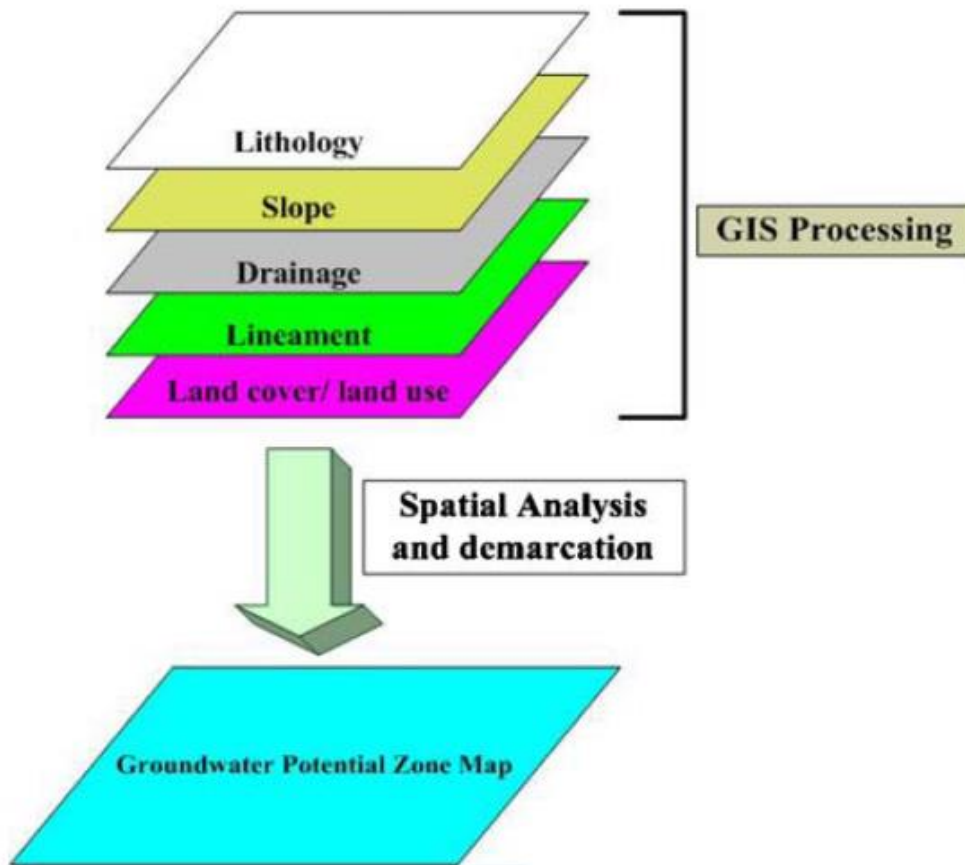 Lithology
Slope
Drainage
Lineament
Land cover/ land use
GIS Processing
Spatial Analysis
and demarcation
Groundwater Potential Zone Map